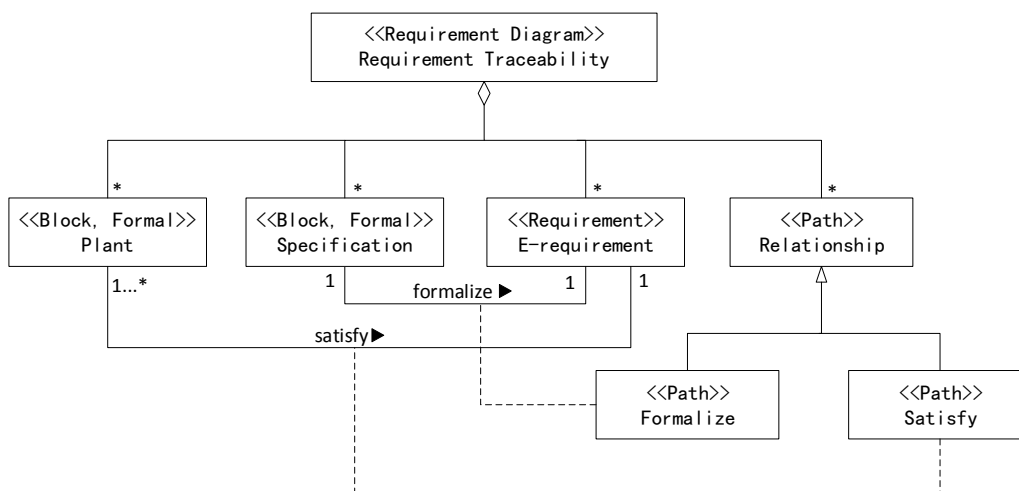 <<Requirement Diagram>>
Requirement Traceability
*
*
*
*
<<Block, Formal>>
Plant
<<Block, Formal>>
Specification
<<Requirement>>
E-requirement
<<Path>>
Relationship
1...*
1
formalize ▶
1
1
satisfy▶
<<Path>>
Formalize
<<Path>>
Satisfy